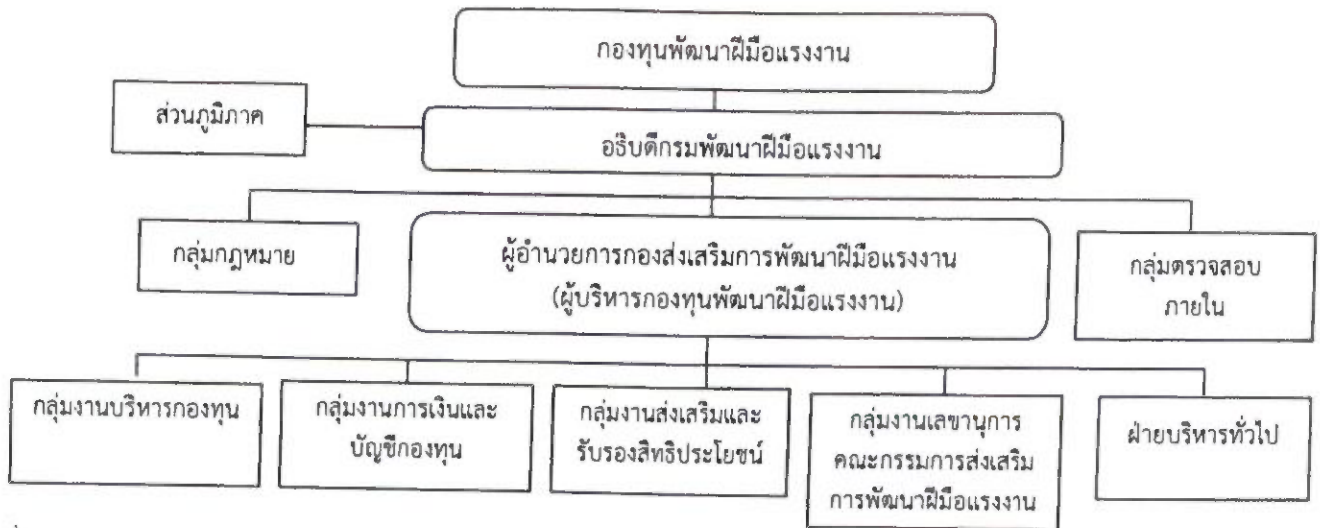 กองทุนพัฒนาฝีมือแรงงาน
ส่วนภูมิภาค
อธิบดีกรมพัฒนาฝีมือแรงงาน
กลุ่มกฎหมาย
ผู้อำนวยการกองส่งเสริมการพัฒนาฝีมือแรงงาน
(ผู้บริหารกองทุนพัฒนาฝีมือแรงงาน)
กลุ่มตรวจสอบ
ภายใน
กลุ่มงานบริหารกองทุน
กลุ่มงานการเงินและ
บัญชีกองทุน
กลุ่มงานส่งเสริมและ
รับรองสิทธิประโยชน์
กลุ่มงานเลขานุการ
คณะกรรมการส่งเสริม
การพัฒนาฝีมือแรงงาน
ฝ่ายบริหารทั่วไป